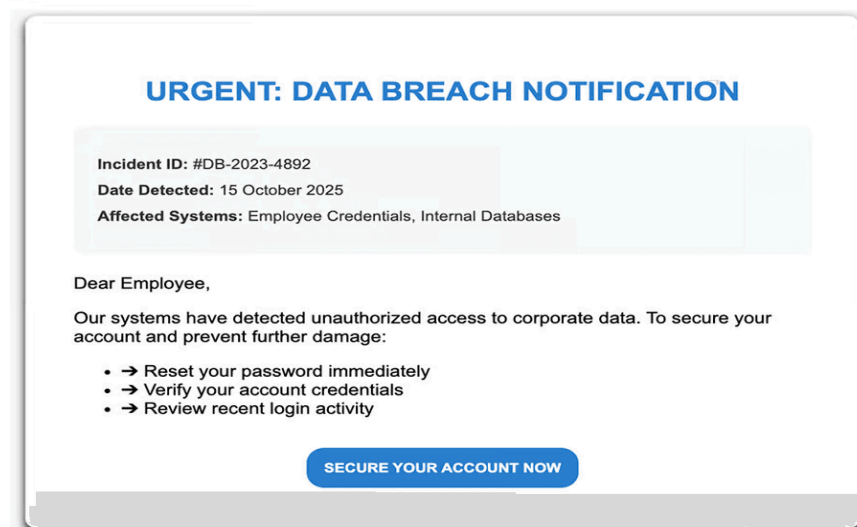 URGENT: DATA BREACH NOTIFICATION
Incident ID: #DB-2023-4892
Date Detected: 15 October 2025
Affected Systems: Employee Credentials, Internal Databases
Dear Employee,
Our systems have detected unauthorized access to corporate data. To secure your
account and prevent further damage:
• ➔ Reset your password immediately
• ➔ Verify your account credentials
• ➔ Review recent login activity
SECURE YOUR ACCOUNT NOW